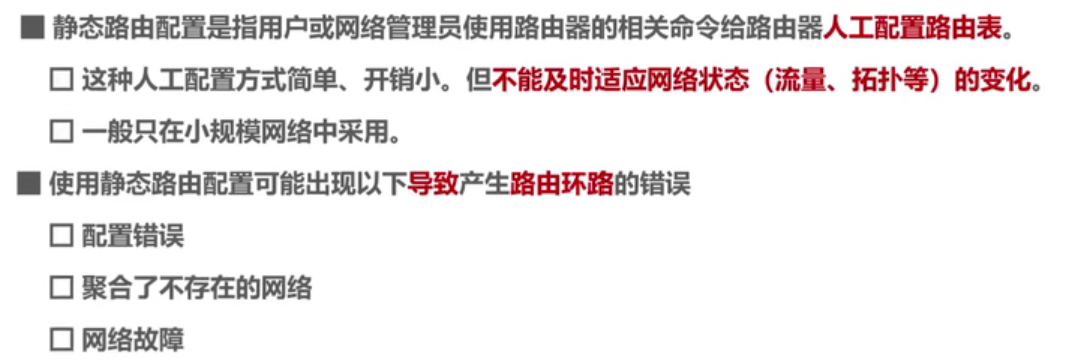 ■ 静态路由配置是指用户或网络管理员使用路由器的相关命令给路由器人工配置路由表。
□ 这种人工配置方式简单、开销小。但不能及时适应网络状态（流量、拓扑等）的变化。
□ 一般只在小规模网络中采用。
■ 使用静态路由配置可能出现以下导致产生路由环路的错误
□ 配置错误
□ 聚合了不存在的网络
□ 网络故障